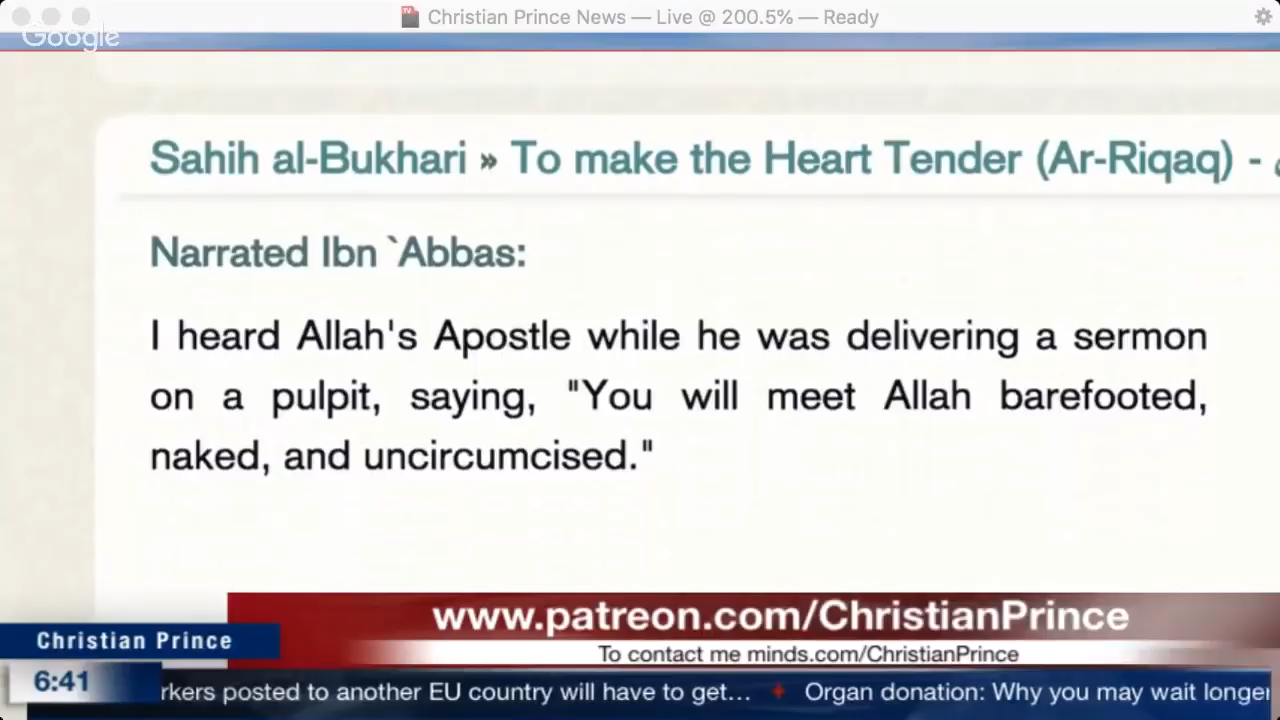 Christian Prince News — Live @ 200.5% — Ready
Google
Sahih al-Bukhari » To make the Heart Tender (Ar-Riqaq) -
Narrated Ibn `Abbas:
I heard Allah's Apostle while he was delivering a sermon
on a pulpit, saying, "You will meet Allah barefooted,
naked, and uncircumcised."
www.patreon.com/ChristianPrince
Christian Prince
To contact me minds.com/ChristianPrince
6:41
rkers posted to another EU country will have to get... Organ donation: Why you may wait longer